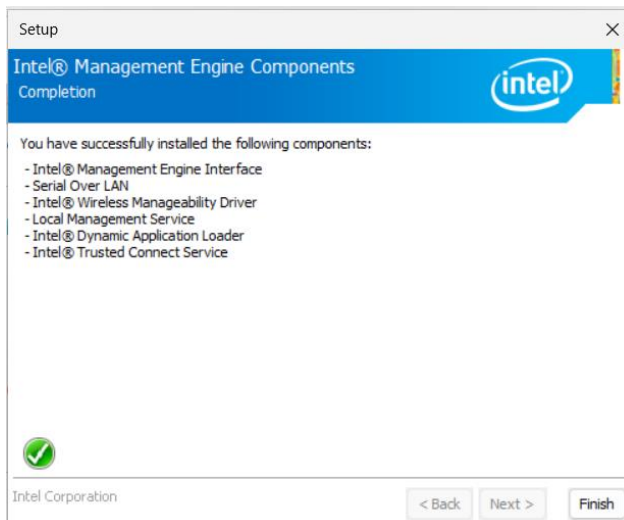 Setup
Intel® Management Engine Components
Completion
intel
You have successfully installed the following components:
- Intel® Management Engine Interface
- Serial Over LAN
- Intel® Wireless Manageability Driver
- Local Management Service
- Intel® Dynamic Application Loader
- Intel® Trusted Connect Service
Intel Corporation
< Back Next > Finish